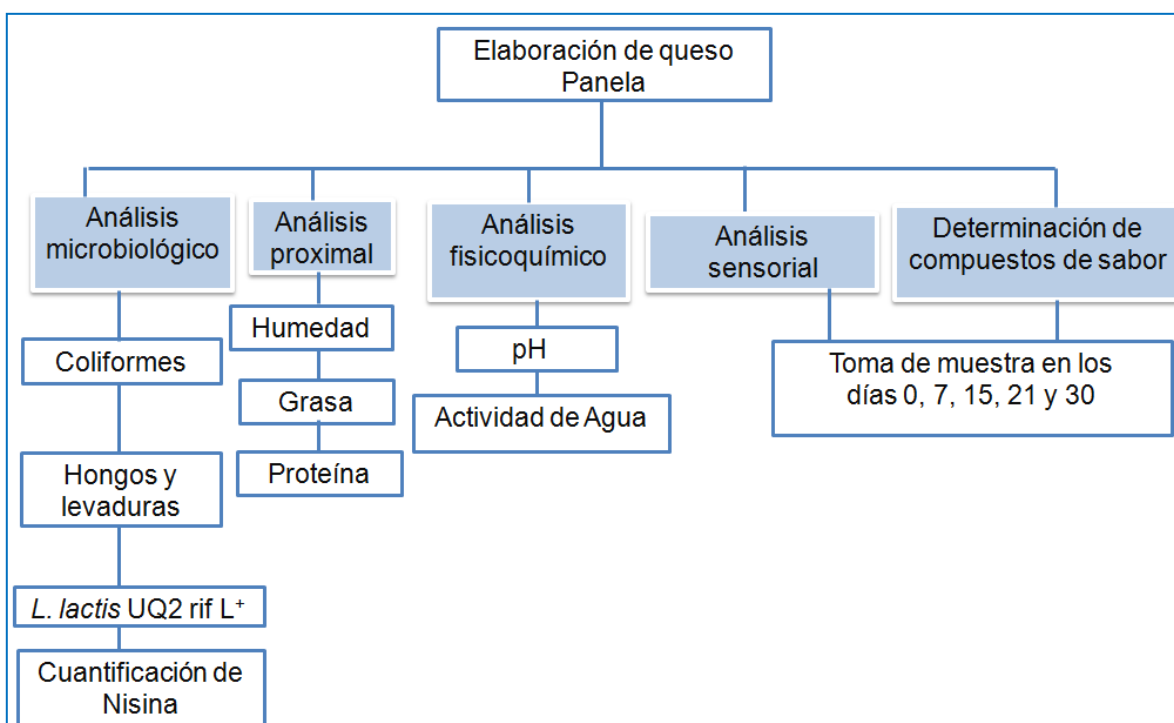 Elaboración de queso
Panela
Análisis
microbiológico
Análisis
proximal
Análisis
fisicoquímico
Análisis
sensorial
Determinación de
compuestos de sabor
Coliformes
Hongos y
levaduras
L. lactis UQ2 rif L⁺
Cuantificación de
Nisina
Humedad
Grasa
Proteína
pH
Actividad de Agua
Toma de muestra en los
días 0, 7, 15, 21 y 30